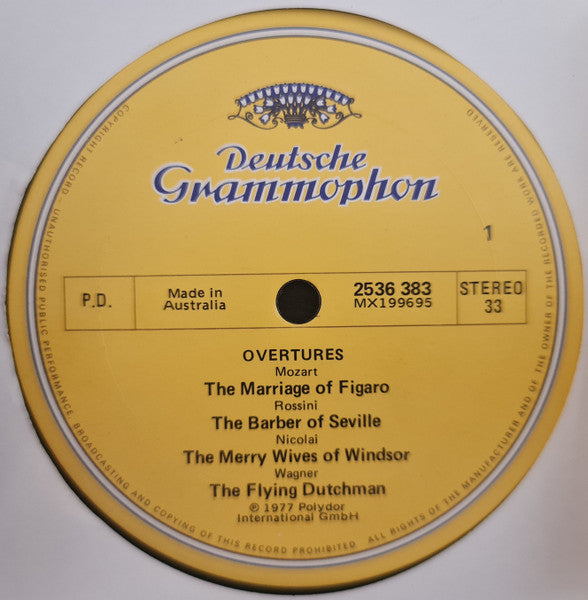 Deutsche
Grammophon
1
P.D.
Made in
Australia
2536 383
MX199695
STEREO
33
OVERTURES
Mozart
The Marriage of Figaro
Rossini
The Barber of Seville
Nicolai
The Merry Wives of Windsor
Wagner
The Flying Dutchman
℗ 1977 Polydor
International GmbH
COPYRIGHT RECORD – UNAUTHORISED PUBLIC PERFORMANCE, BROADCASTING AND COPYING OF THIS RECORD PROHIBITED. ALL RIGHTS OF THE MANUFACTURER AND OF THE OWNER OF THE RECORDED WORK ARE RESERVED